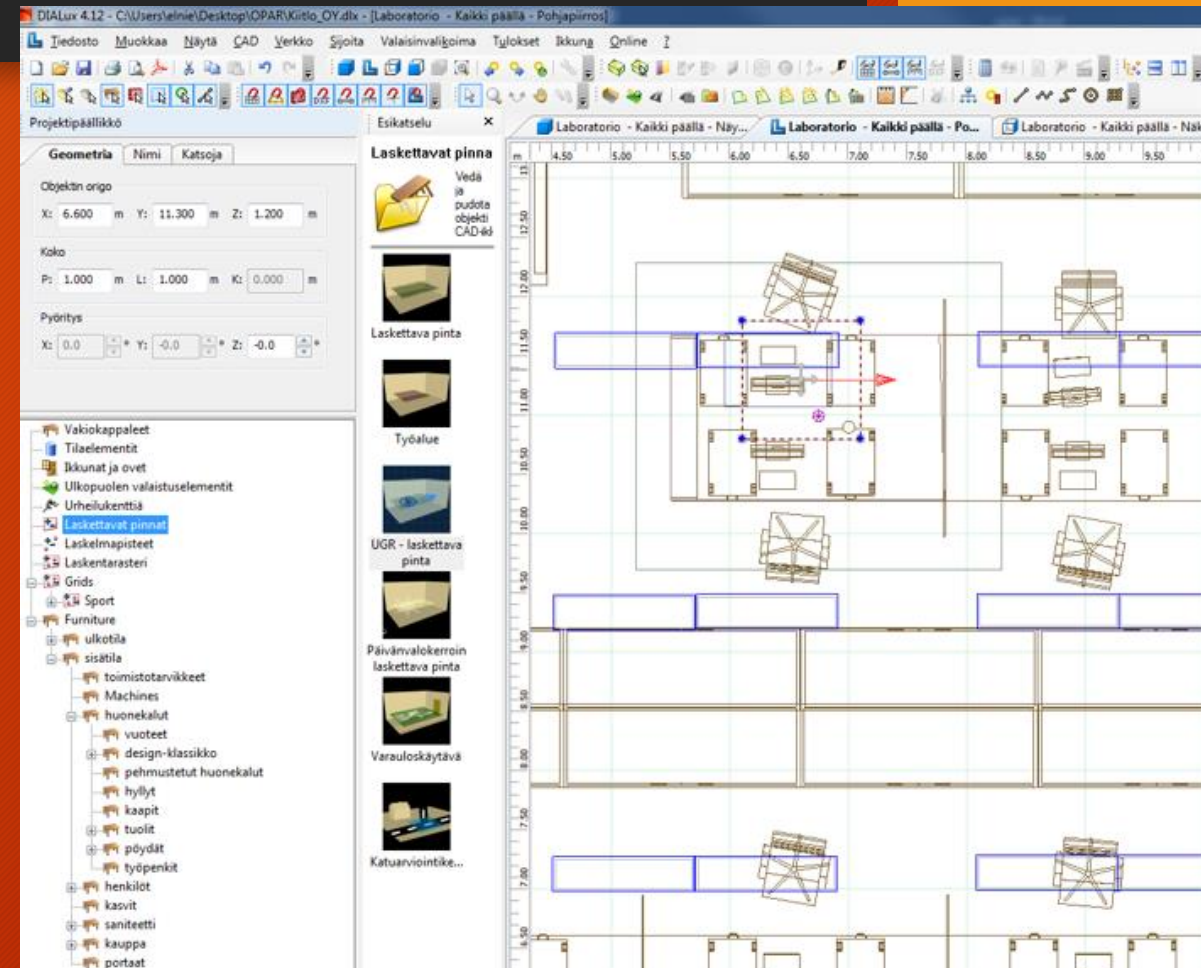 DIALux 4.12 - C:\Users\elnie\Desktop\OPAR\Kiitlo_OY.dlx - [Laboratorio - Kaikki päällä - Pohjapiirros]
Tiedosto Muokkaa Näytä CAD Verkko Sijoita Valaisinvalikoima Tulokset Ikkuna Online ?
Projektipäällikkö
Geometria Nimi Katsoja
Objektin origo
X: 6.600 m Y: 11.300 m Z: 1.200 m
Koko
P: 1.000 m L: 1.000 m K: 0.000 m
Pyöritys
X: 0.0 ° Y: -0.0 ° Z: -0.0 °
Vakiokappaleet
Tilaelementit
Ikkunat ja ovet
Ulkopuolen valaistuselementit
Urheilukenttiä
Laskettavat pinnat
Laskelmapisteet
Laskentarasteri
Grids
Sport
Furniture
ulkotila
sisätila
toimistotarvikkeet
Machines
huonekalut
vuoteet
design-klassikko
pehmustetut huonekalut
hyllyt
kaapit
tuolit
pöydät
työpenkit
henkilöt
kasvit
saniteetti
kauppa
portaat
Esikatselu X
Laskettavat pinna
Vedä
ja
pudota
objekti
CAD-ikk
Laskettava pinta
Työalue
UGR - laskettava
pinta
Päivänvalokerroin
laskettava pinta
Varauloskäytävä
Katuarviointike...
Laboratorio - Kaikki päällä - Näy... Laboratorio - Kaikki päällä - Po... Laboratorio - Kaikki päällä - Näk
m 4.50 5.00 5.50 6.00 6.50 7.00 7.50 8.00 8.50 9.00 9.50
13
12.50
12.00
11.50
11.00
10.50
10.00
9.50
9.00
8.50
8.00
7.50
7.00
6.50